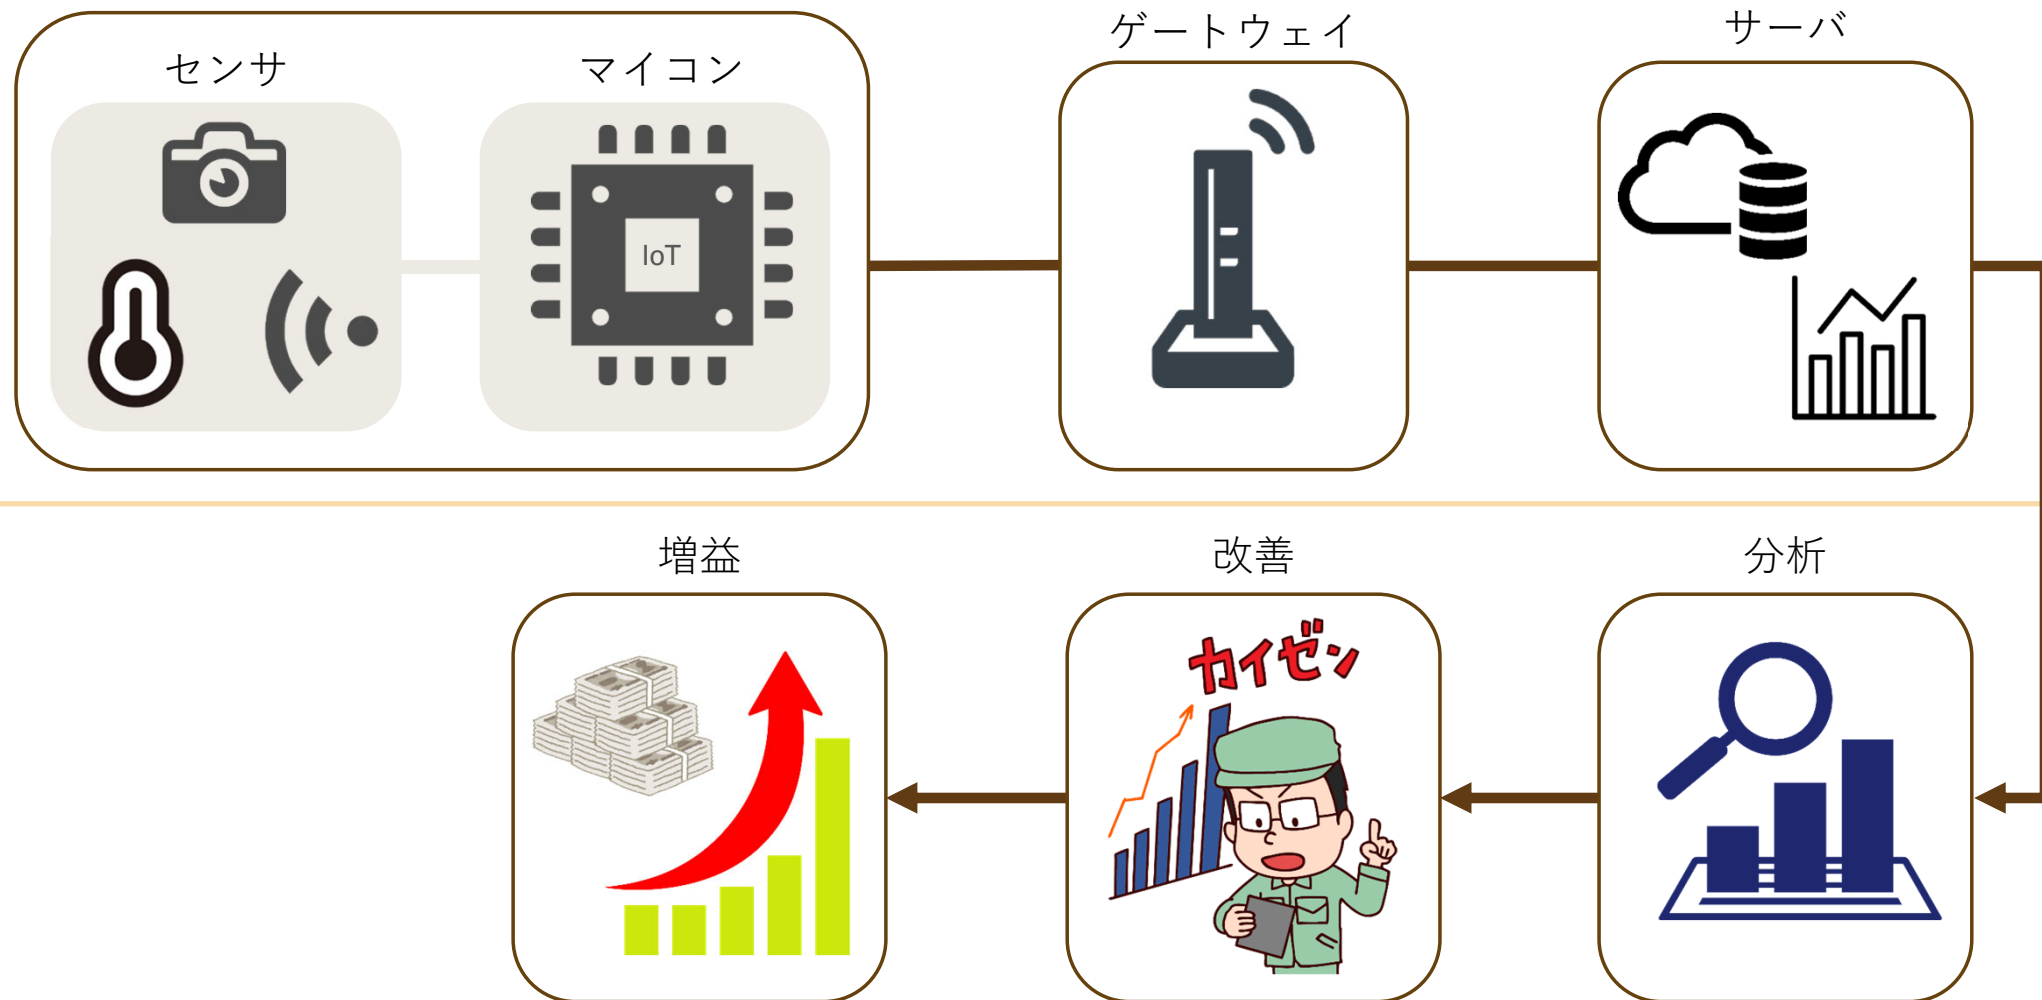 センサ
マイコン
IoT
ゲートウェイ
サーバ
分析
改善
カイゼン
増益